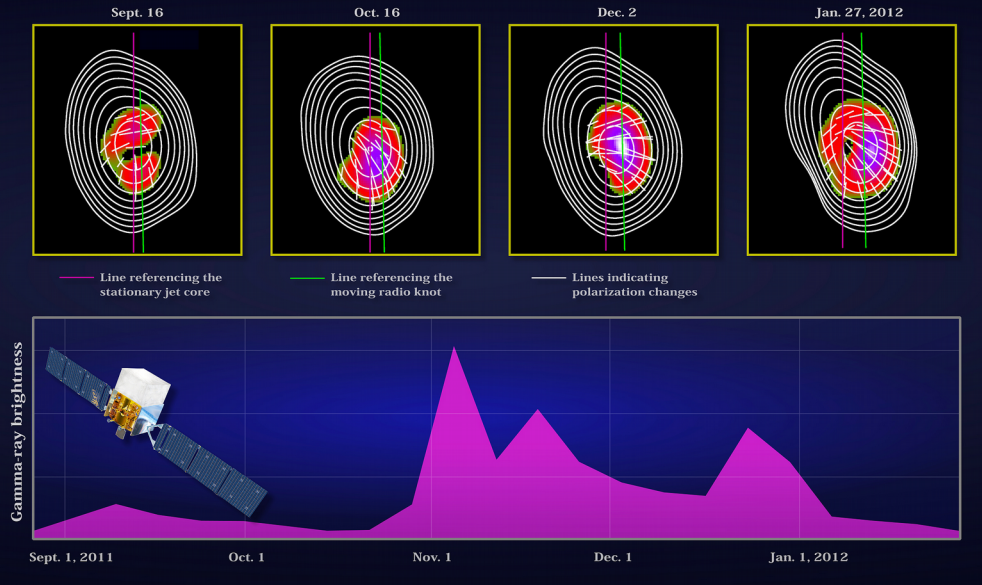 Sept. 16
Oct. 16
Dec. 2
Jan. 27, 2012
Line referencing the
stationary jet core
Line referencing the
moving radio knot
Lines indicating
polarization changes
Gamma-ray brightness
Sept. 1, 2011
Oct. 1
Nov. 1
Dec. 1
Jan. 1, 2012